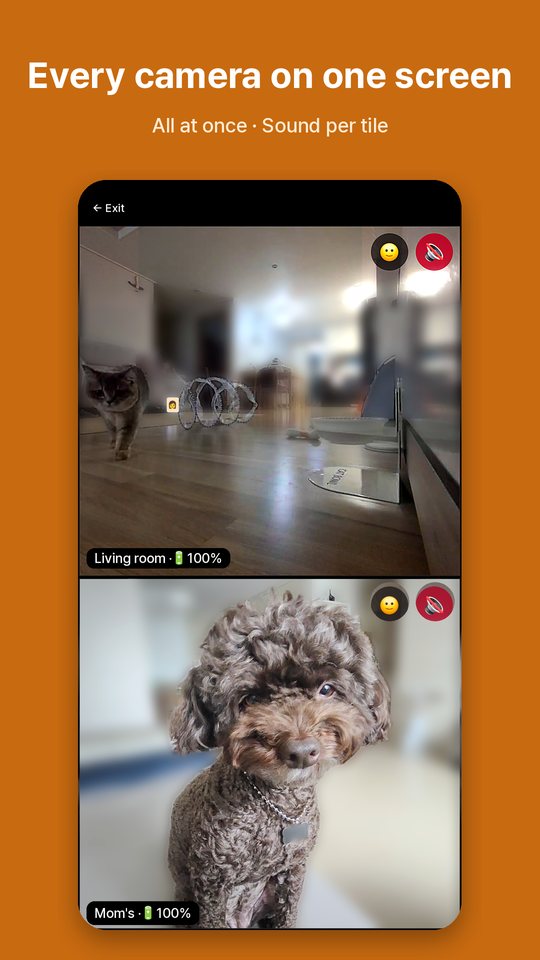 Every camera on one screen
All at once · Sound per tile
← Exit
Living room ·🔋100%
Mom's ·🔋100%